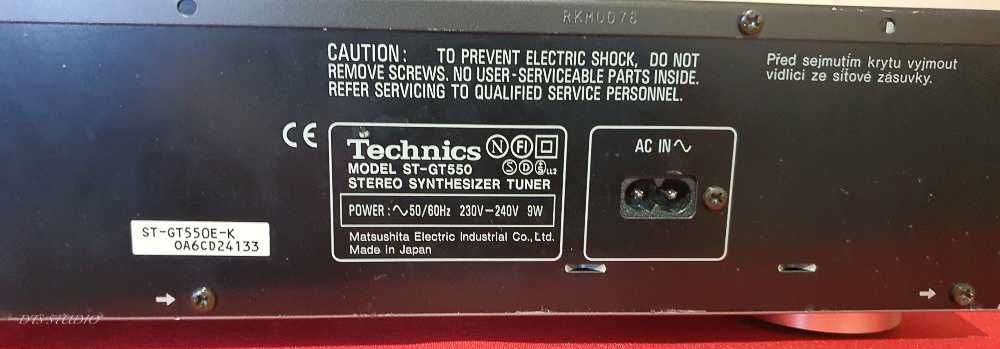 RKM0078
CAUTION: TO PREVENT ELECTRIC SHOCK, DO NOT
REMOVE SCREWS. NO USER-SERVICEABLE PARTS INSIDE.
REFER SERVICING TO QUALIFIED SERVICE PERSONNEL.
Před sejmutím krytu vyjmout
vidlici ze síťové zásuvky.
CE
Technics N FI
MODEL ST-GT550 S D
STEREO SYNTHESIZER TUNER
POWER: ∿50/60Hz 230V-240V 9W
Matsushita Electric Industrial Co., Ltd.
Made in Japan
AC IN ∿
ST-GT550E-K
0A6CD24133
DTS STUDIO